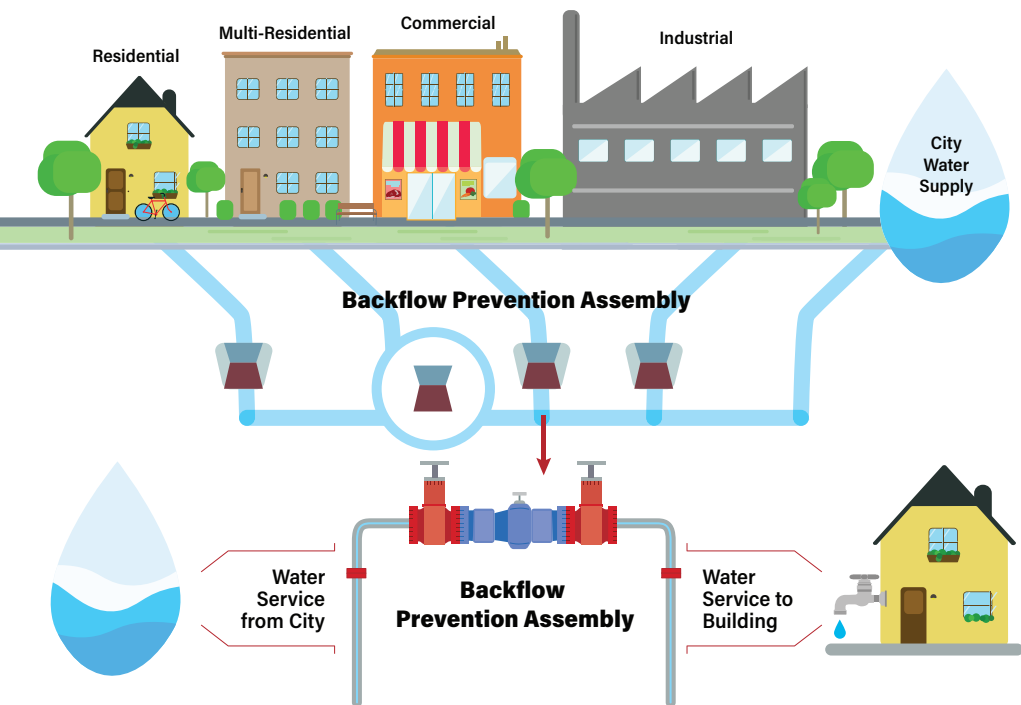 Residential
Multi-Residential
Commercial
Industrial
City
Water
Supply
Backflow Prevention Assembly
Water
Service
from City
Backflow
Prevention Assembly
Water
Service to
Building